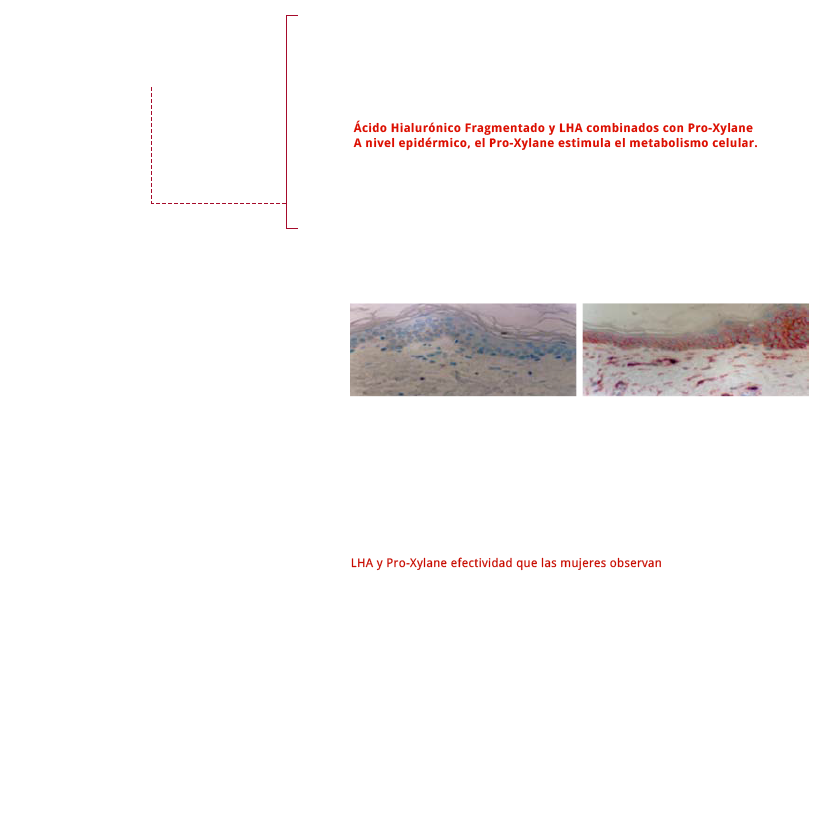 Ácido Hialurónico Fragmentado y LHA combinados con Pro-Xylane
A nivel epidérmico, el Pro-Xylane estimula el metabolismo celular.
LHA y Pro-Xylane efectividad que las mujeres observan